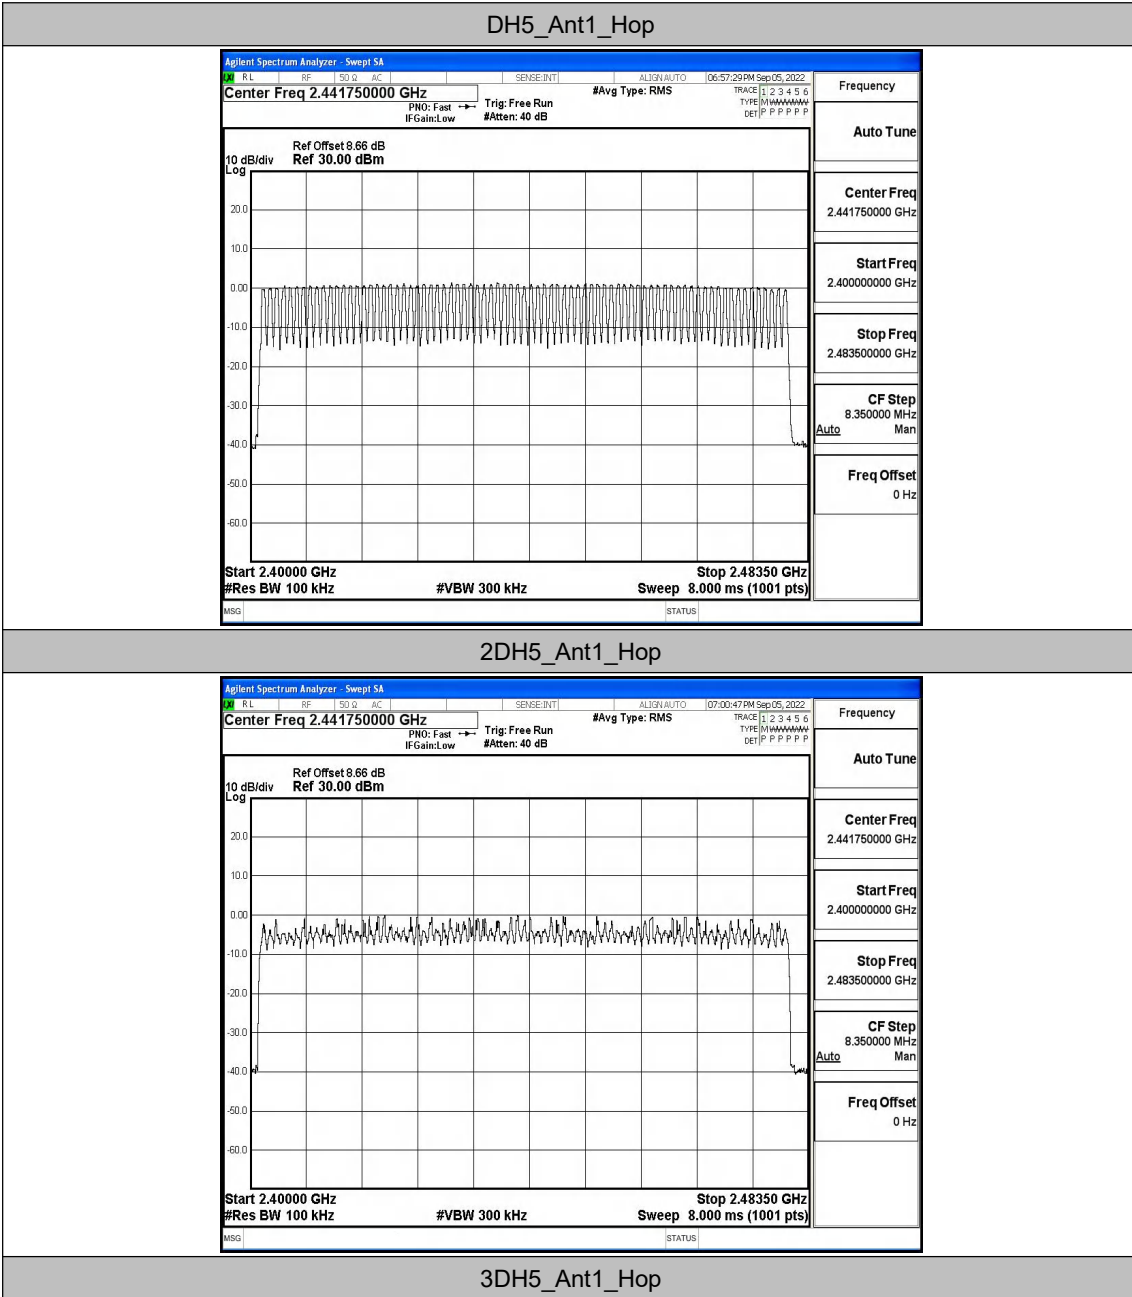 DH5_Ant1_Hop
Agilent Spectrum Analyzer - Swept SA
LXI RL RF 50 Ω AC SENSE:INT ALIGN AUTO 06:57:29 PM Sep 05, 2022
Center Freq 2.441750000 GHz
PNO: Fast
IFGain:Low
Trig: Free Run
#Atten: 40 dB
#Avg Type: RMS
TRACE 1 2 3 4 5 6
TYPE M WWWWW
DET P P P P P P
Ref Offset 8.66 dB
10 dB/div Ref 30.00 dBm
Log
20.0
10.0
0.00
-10.0
-20.0
-30.0
-40.0
-50.0
-60.0
Start 2.40000 GHz Stop 2.48350 GHz
#Res BW 100 kHz #VBW 300 kHz Sweep 8.000 ms (1001 pts)
MSG STATUS
Frequency
Auto Tune
Center Freq
2.441750000 GHz
Start Freq
2.400000000 GHz
Stop Freq
2.483500000 GHz
CF Step
8.350000 MHz
Auto Man
Freq Offset
0 Hz
2DH5_Ant1_Hop
Agilent Spectrum Analyzer - Swept SA
LXI RL RF 50 Ω AC SENSE:INT ALIGN AUTO 07:00:47 PM Sep 05, 2022
Center Freq 2.441750000 GHz
PNO: Fast
IFGain:Low
Trig: Free Run
#Atten: 40 dB
#Avg Type: RMS
TRACE 1 2 3 4 5 6
TYPE M WWWWW
DET P P P P P P
Ref Offset 8.66 dB
10 dB/div Ref 30.00 dBm
Log
20.0
10.0
0.00
-10.0
-20.0
-30.0
-40.0
-50.0
-60.0
Start 2.40000 GHz Stop 2.48350 GHz
#Res BW 100 kHz #VBW 300 kHz Sweep 8.000 ms (1001 pts)
MSG STATUS
Frequency
Auto Tune
Center Freq
2.441750000 GHz
Start Freq
2.400000000 GHz
Stop Freq
2.483500000 GHz
CF Step
8.350000 MHz
Auto Man
Freq Offset
0 Hz
3DH5_Ant1_Hop